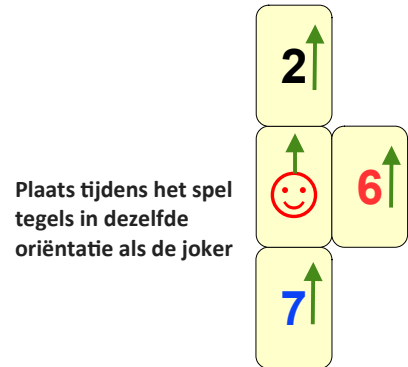 2
6
Plaats tijdens het spel
tegels in dezelfde
oriëntatie als de joker
7